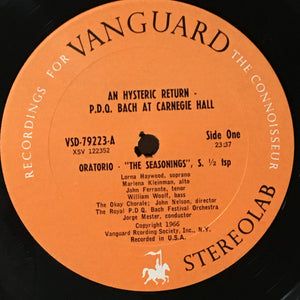 RECORDINGS FOR THE CONNOISSEUR
VANGUARD
AN HYSTERIC RETURN -
P.D.Q. BACH AT CARNEGIE HALL
VSD-79223-A
XSV 122352
Side One
23:37
ORATORIO - "THE SEASONINGS", S. ½ tsp
Lorna Haywood, soprano
Marlena Kleinman, alto
John Ferrante, tenor
William Woolf, bass
The Okay Chorale; John Nelson, director
The Royal P.D.Q. Bach Festival Orchestra
Jorge Mester, conductor
Copyright 1966
Vanguard Recording Society, Inc., N.Y.
Recorded in U.S.A.
STEREOLAB